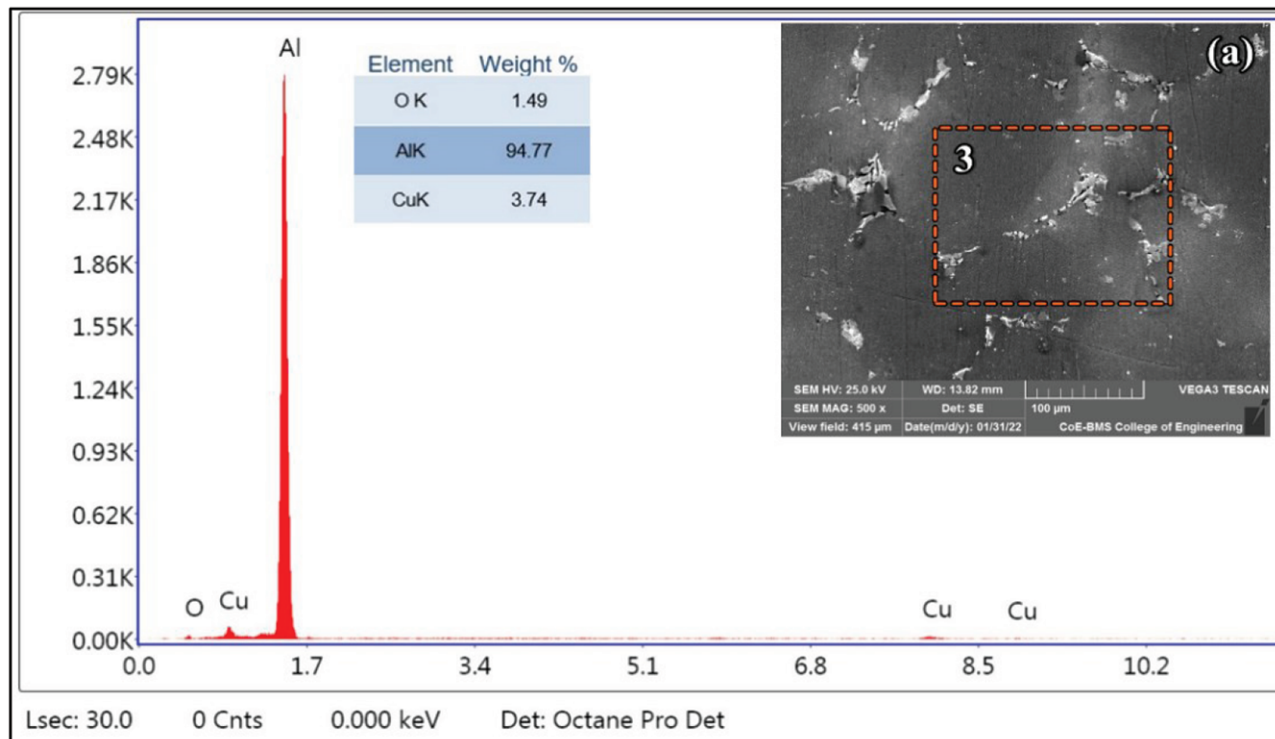 Al
2.79K
2.48K
2.17K
1.86K
1.55K
1.24K
0.93K
0.62K
0.31K
0.00K
Element Weight %
O K 1.49
AlK 94.77
CuK 3.74
(a)
3
SEM HV: 25.0 kV WD: 13.82 mm VEGA3 TESCAN
SEM MAG: 500 x Det: SE 100 µm
View field: 415 µm Date(m/d/y): 01/31/22 CoE-BMS College of Engineering
O Cu Cu Cu
0.0 1.7 3.4 5.1 6.8 8.5 10.2
Lsec: 30.0 0 Cnts 0.000 keV Det: Octane Pro Det